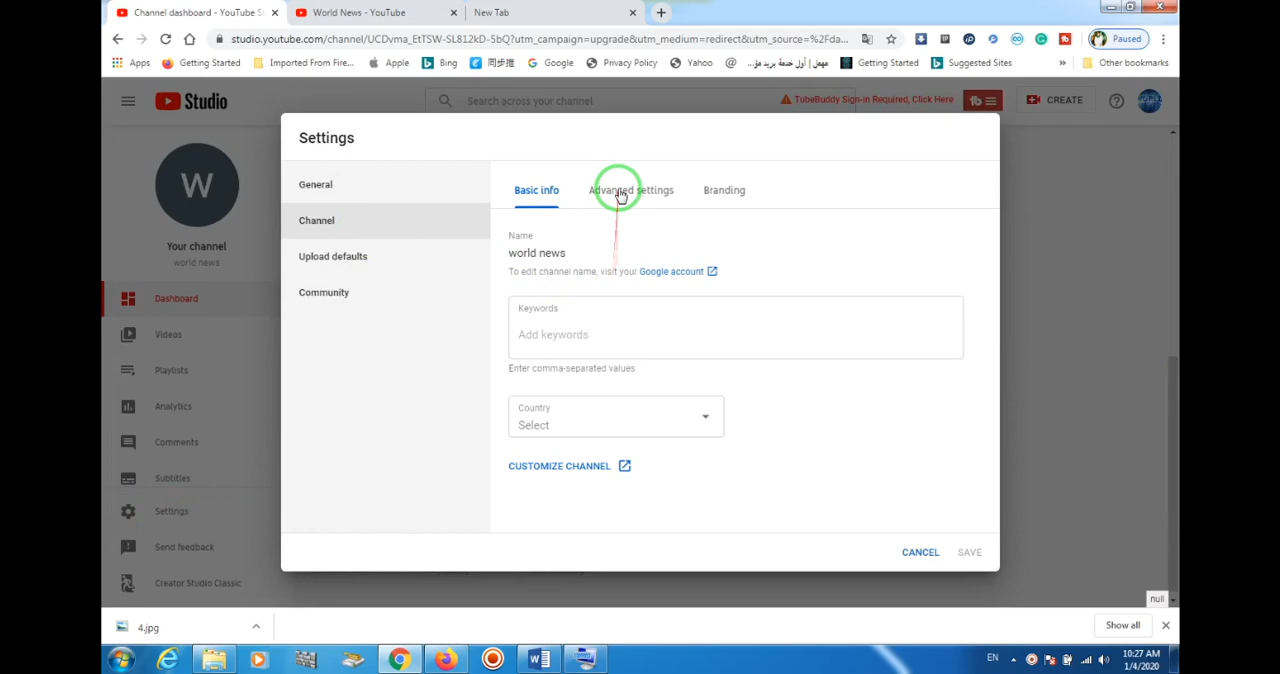 Channel dashboard - YouTube S
World News - YouTube
New Tab
studio.youtube.com/channel/UCDvma_EtTSW-SL812kD-5bQ?utm_campaign=upgrade&utm_medium=redirect&utm_source=%2Fda...
Paused
Apps
Getting Started
Imported From Fire...
Apple
Bing
同步推
Google
Privacy Policy
Yahoo
مهمل | أول خدمة بريد مؤ...
Getting Started
Suggested Sites
»
Other bookmarks
Studio
Search across your channel
TubeBuddy Sign-in Required, Click Here
tb
CREATE
W
Your channel
world news
Dashboard
Videos
Playlists
Analytics
Comments
Subtitles
Settings
Send feedback
Creator Studio Classic
Settings
General
Channel
Upload defaults
Community
Basic info
Advanced settings
Branding
Name
world news
To edit channel name, visit your Google account
Keywords
Add keywords
Enter comma-separated values
Country
Select
CUSTOMIZE CHANNEL
CANCEL
SAVE
null
4.jpg
Show all
EN
10:27 AM
1/4/2020